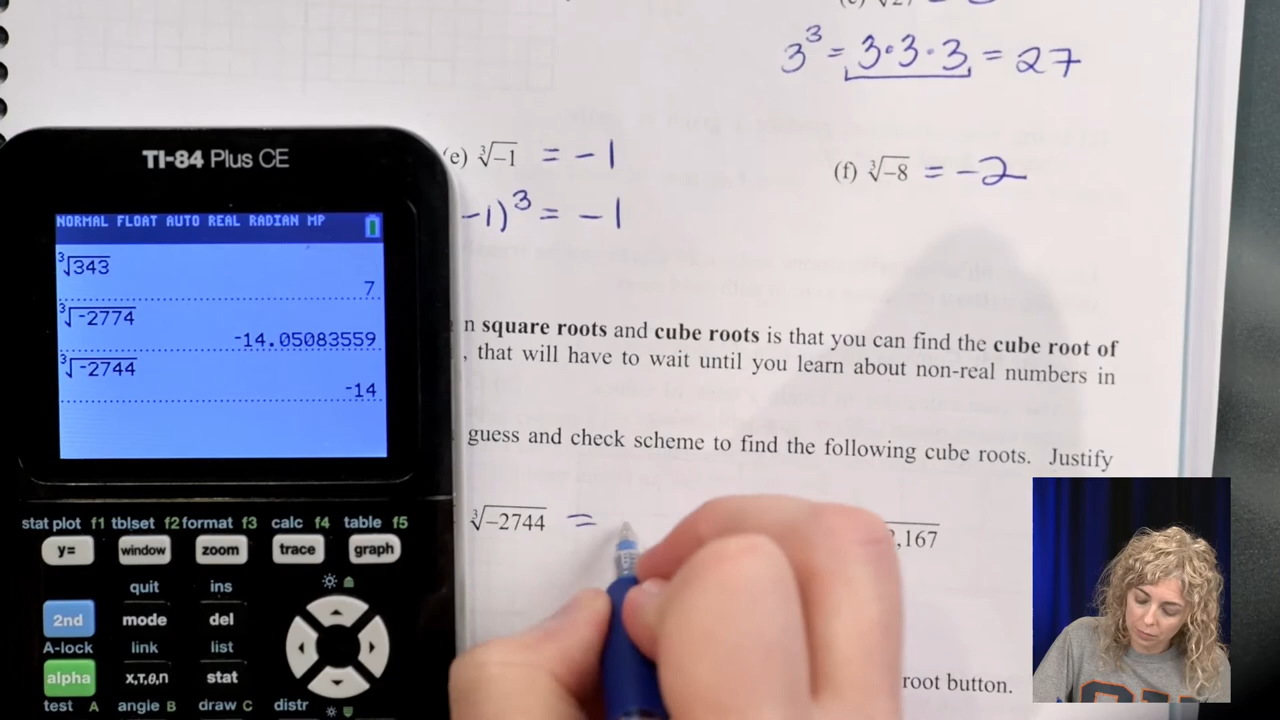 3³ = 3·3·3 = 27
TI-84 Plus CE
(e) ∛-1 = -1
(f) ∛-8 = -2
-1)³ = -1
NORMAL FLOAT AUTO REAL RADIAN MP
∛343
7
∛-2774
-14.05083559
∛-2744
-14
n square roots and cube roots is that you can find the cube root of
, that will have to wait until you learn about non-real numbers in
guess and check scheme to find the following cube roots. Justify
∛-2744 =
,167
root button.
stat plot f1 tblset f2 format f3 calc f4 table f5
y= window zoom trace graph
quit ins
2nd mode del
A-lock link list
alpha X,T,θ,n stat
test A angle B draw C distr